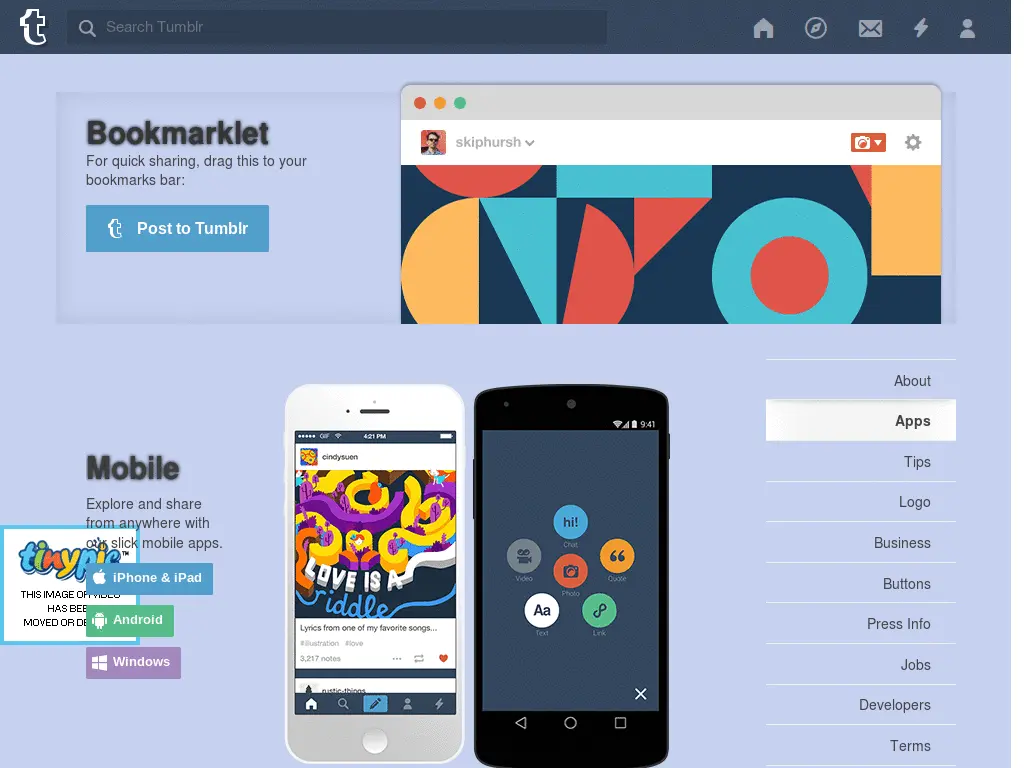 Search Tumblr
Bookmarklet
For quick sharing, drag this to your
bookmarks bar:
Post to Tumblr
skiphursh
Mobile
Explore and share
from anywhere with
our slick mobile apps.
tinypic™
THIS IMAGE OR VIDEO
HAS BEE
MOVED OR DE
iPhone & iPad
Android
Windows
GIF
4:21 PM
cindysuen
LOVE IS A
riddle
Lyrics from one of my favorite songs...
#illustration #love
3,217 notes
rustic-things
9:41
hi!
Chat
Video
Quote
Photo
Aa
Text
Link
About
Apps
Tips
Logo
Business
Buttons
Press Info
Jobs
Developers
Terms